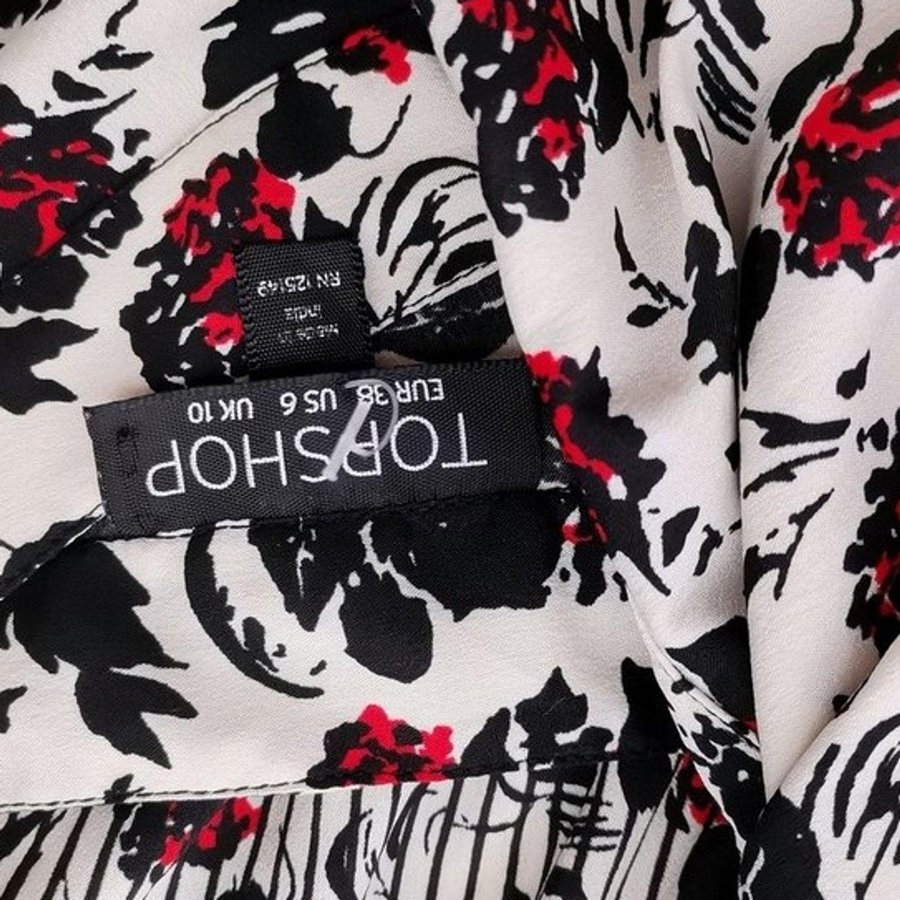 TOPSHOP
EUR 38 US 6 UK 10
P
Made in
india
RN 125149